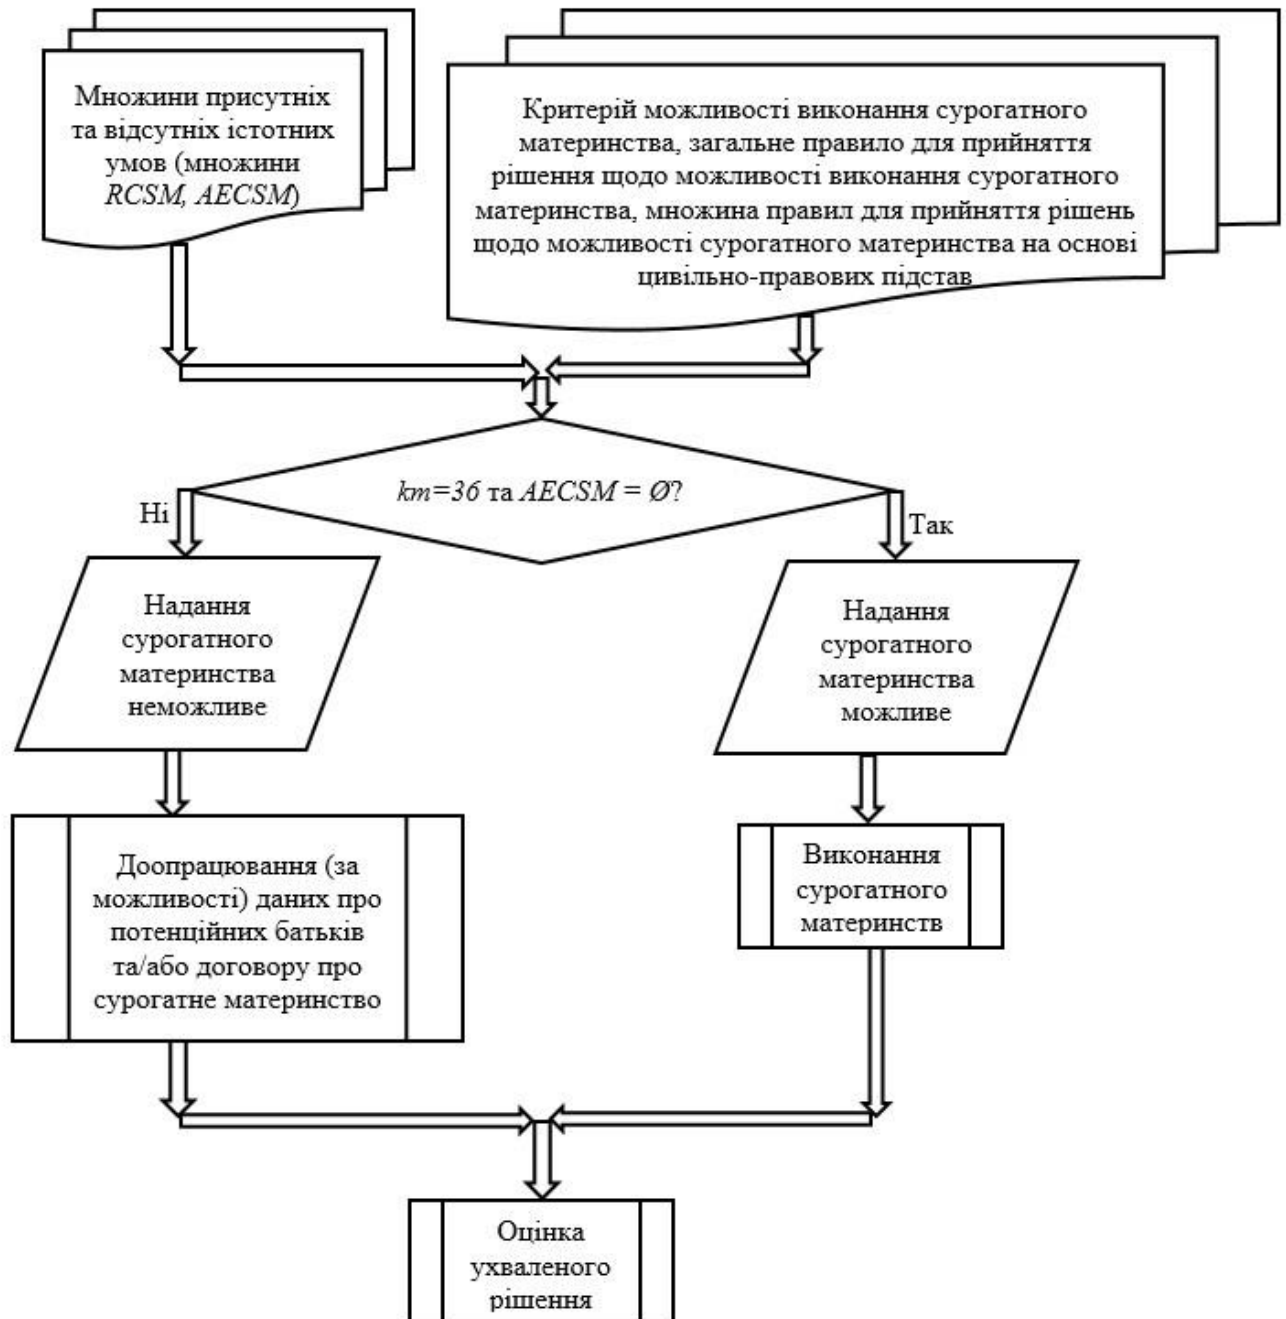 Множини присутніх
та відсутніх істотних
умов (множини
RCSM, AECSM)
Критерій можливості виконання сурогатного
материнства, загальне правило для прийняття
рішення щодо можливості виконання сурогатного
материнства, множина правил для прийняття рішень
щодо можливості сурогатного материнства на основі
цивільно-правових підстав
km=36 та AECSM = Ø?
Ні
Так
Надання
сурогатного
материнства
неможливе
Надання
сурогатного
материнства
можливе
Доопрацювання (за
можливості) даних про
потенційних батьків
та/або договору про
сурогатне материнство
Виконання
сурогатного
материнств
Оцінка
ухваленого
рішення